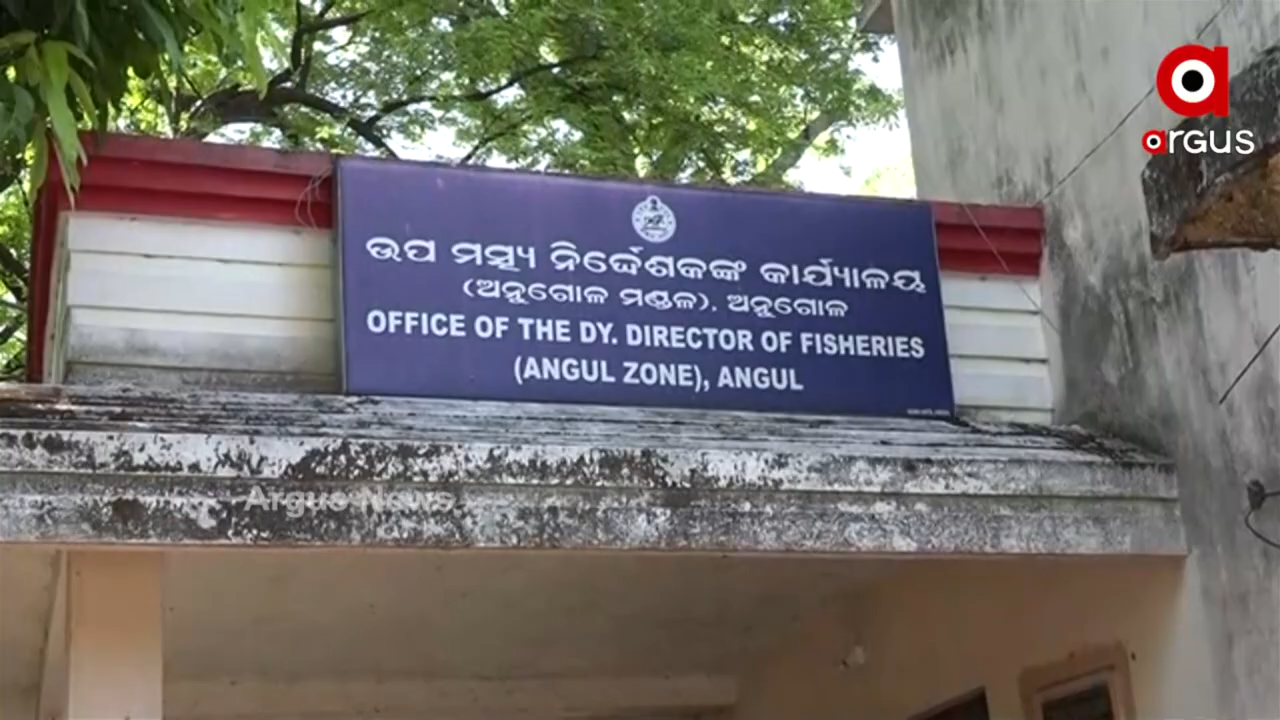 argus
ଉପ ମତ୍ସ୍ୟ ନିର୍ଦ୍ଦେଶକଙ୍କ କାର୍ଯ୍ୟାଳୟ
(ଅନୁଗୋଳ ମଣ୍ଡଳ), ଅନୁଗୋଳ
OFFICE OF THE DY. DIRECTOR OF FISHERIES
(ANGUL ZONE), ANGUL
Argus News